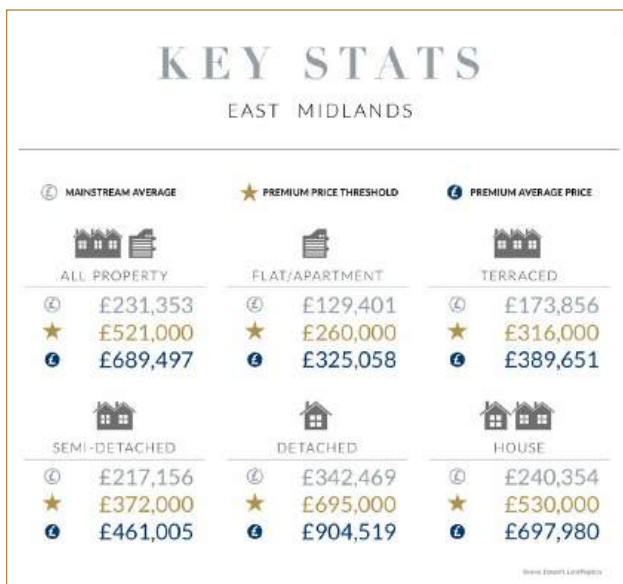 KEY STATS
EAST MIDLANDS
£ MAINSTREAM AVERAGE
PREMIUM PRICE THRESHOLD
£ PREMIUM AVERAGE PRICE
ALL PROPERTY
£ £231,353
£521,000
£ £689,497
FLAT/APARTMENT
£ £129,401
£260,000
£ £325,058
TERRACED
£ £173,856
£316,000
£ £389,651
SEMI-DETACHED
£ £217,156
£372,000
£ £461,005
DETACHED
£ £342,469
£695,000
£ £904,519
HOUSE
£ £240,354
£530,000
£ £697,980